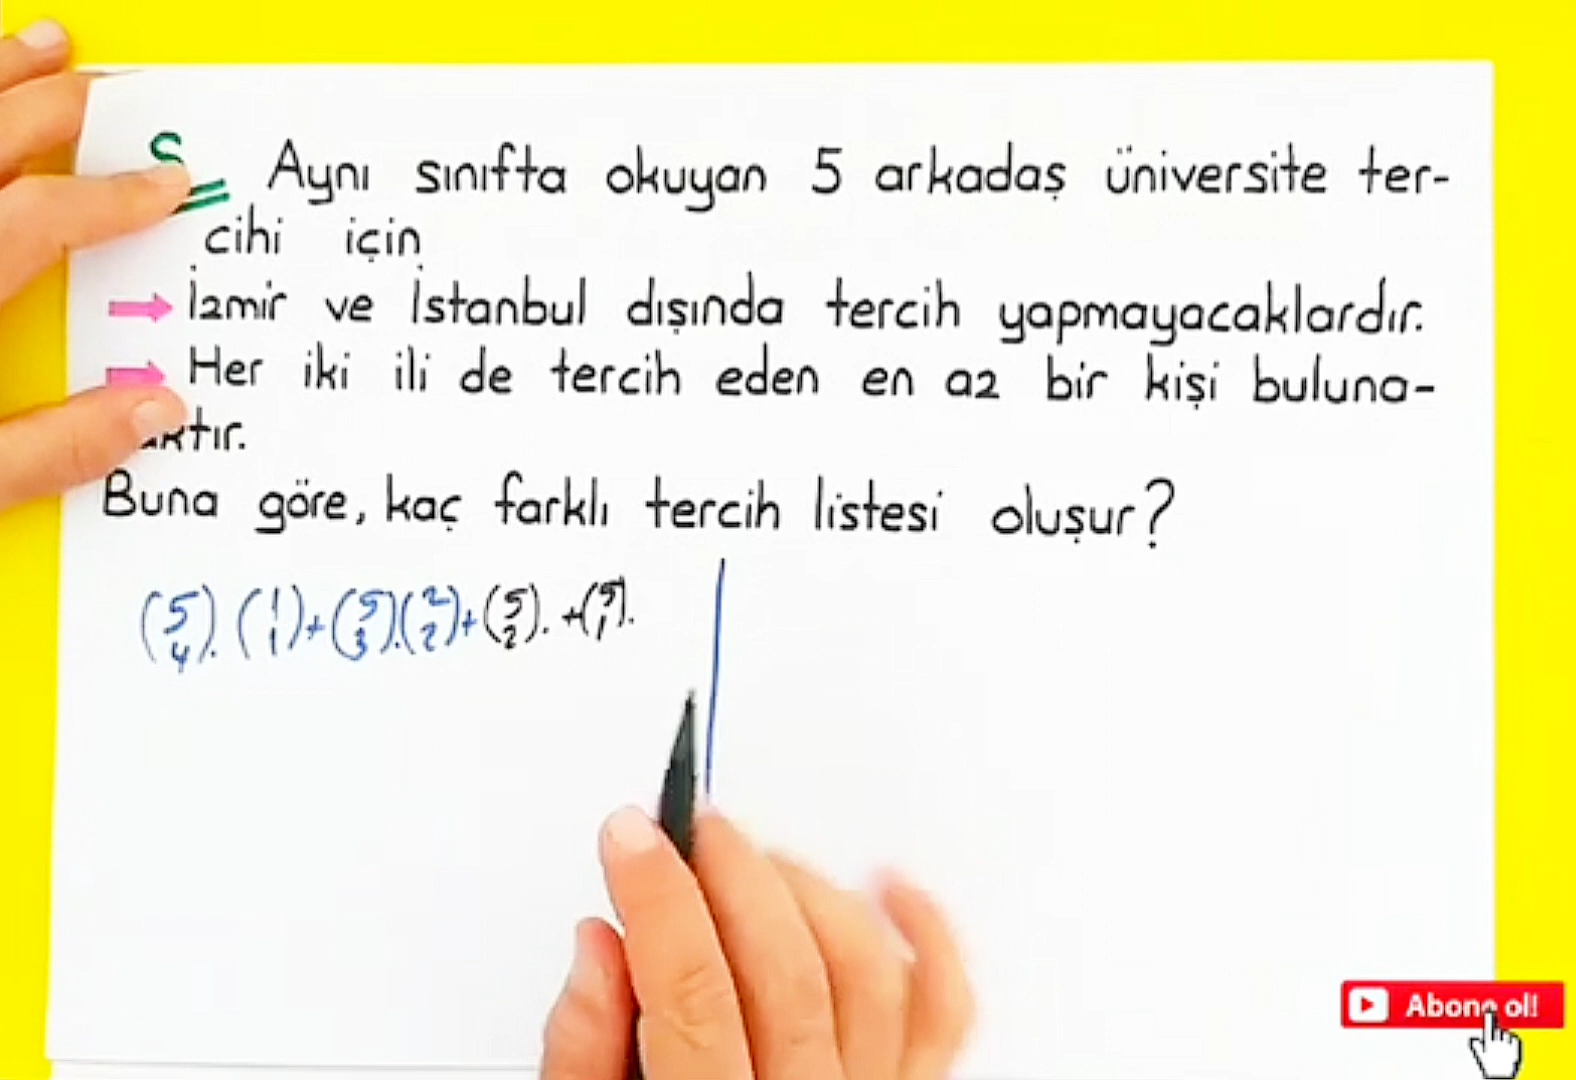 S Aynı sınıfta okuyan 5 arkadaş üniversite ter-
cihi için
İzmir ve İstanbul dışında tercih yapmayacaklardır.
Her iki ili de tercih eden en az bir kişi buluna-
ktır.
Buna göre, kaç farklı tercih listesi oluşur?
(5 4).(1 1)+(5 3).(2 2)+(5 2). +(5 1).
Abone ol!